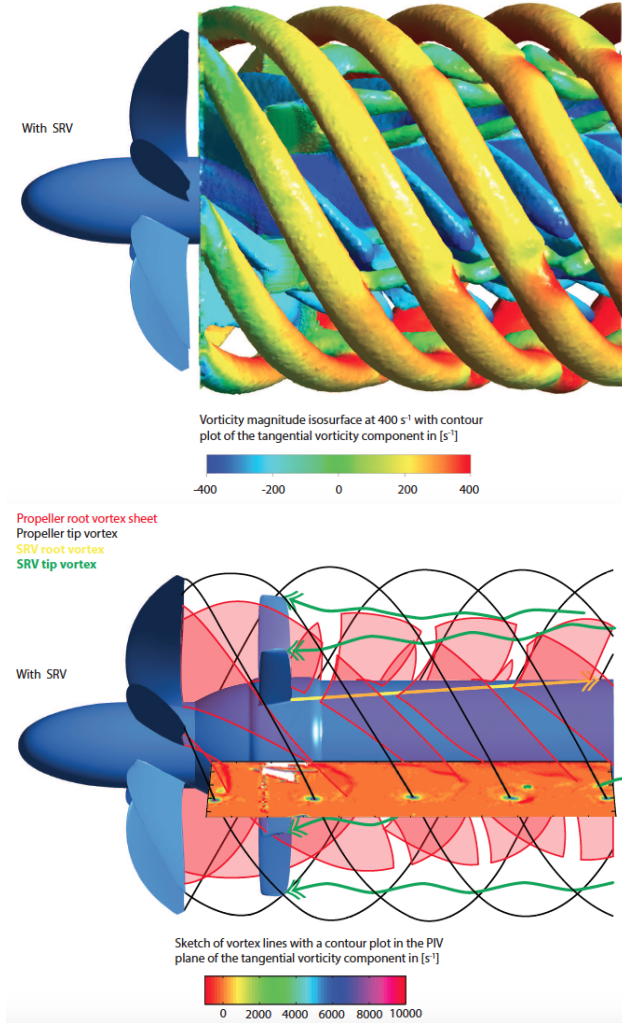 With SRV
Vorticity magnitude isosurface at 400 s⁻¹ with contour
plot of the tangential vorticity component in [s⁻¹]
-400 -200 0 200 400
Propeller root vortex sheet
Propeller tip vortex
SRV root vortex
SRV tip vortex
With SRV
Sketch of vortex lines with a contour plot in the PIV
plane of the tangential vorticity component in [s⁻¹]
0 2000 4000 6000 8000 10000